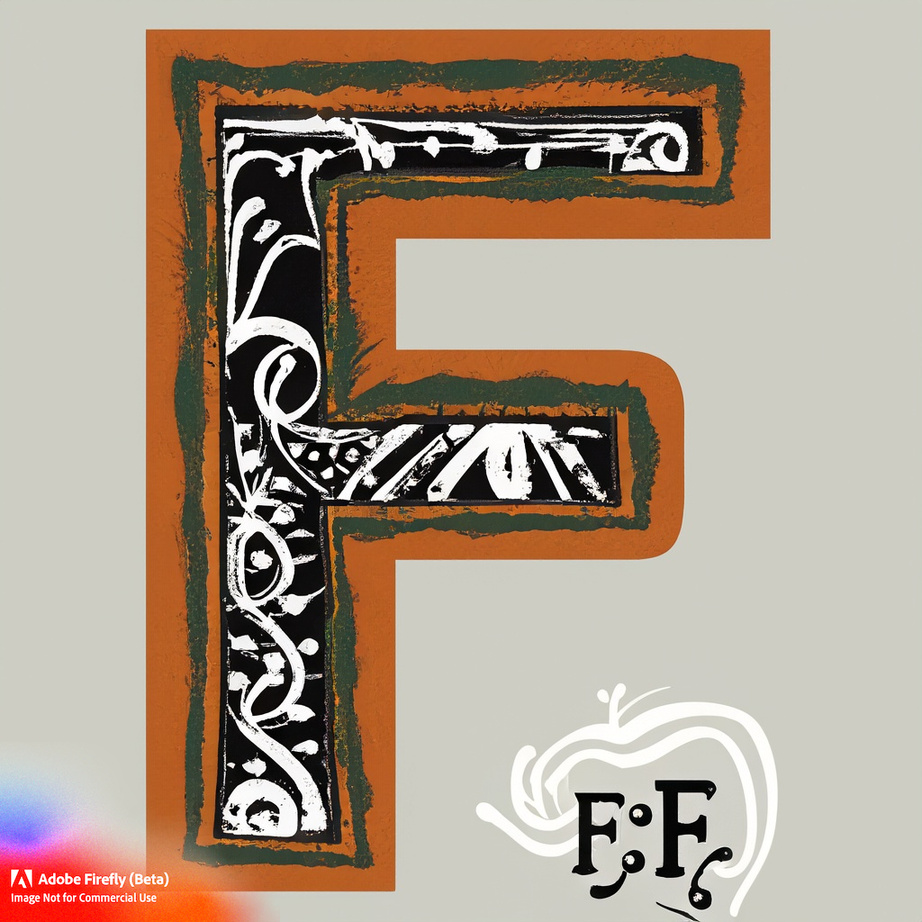 F
F:F
Adobe Firefly (Beta)
Image Not for Commercial Use